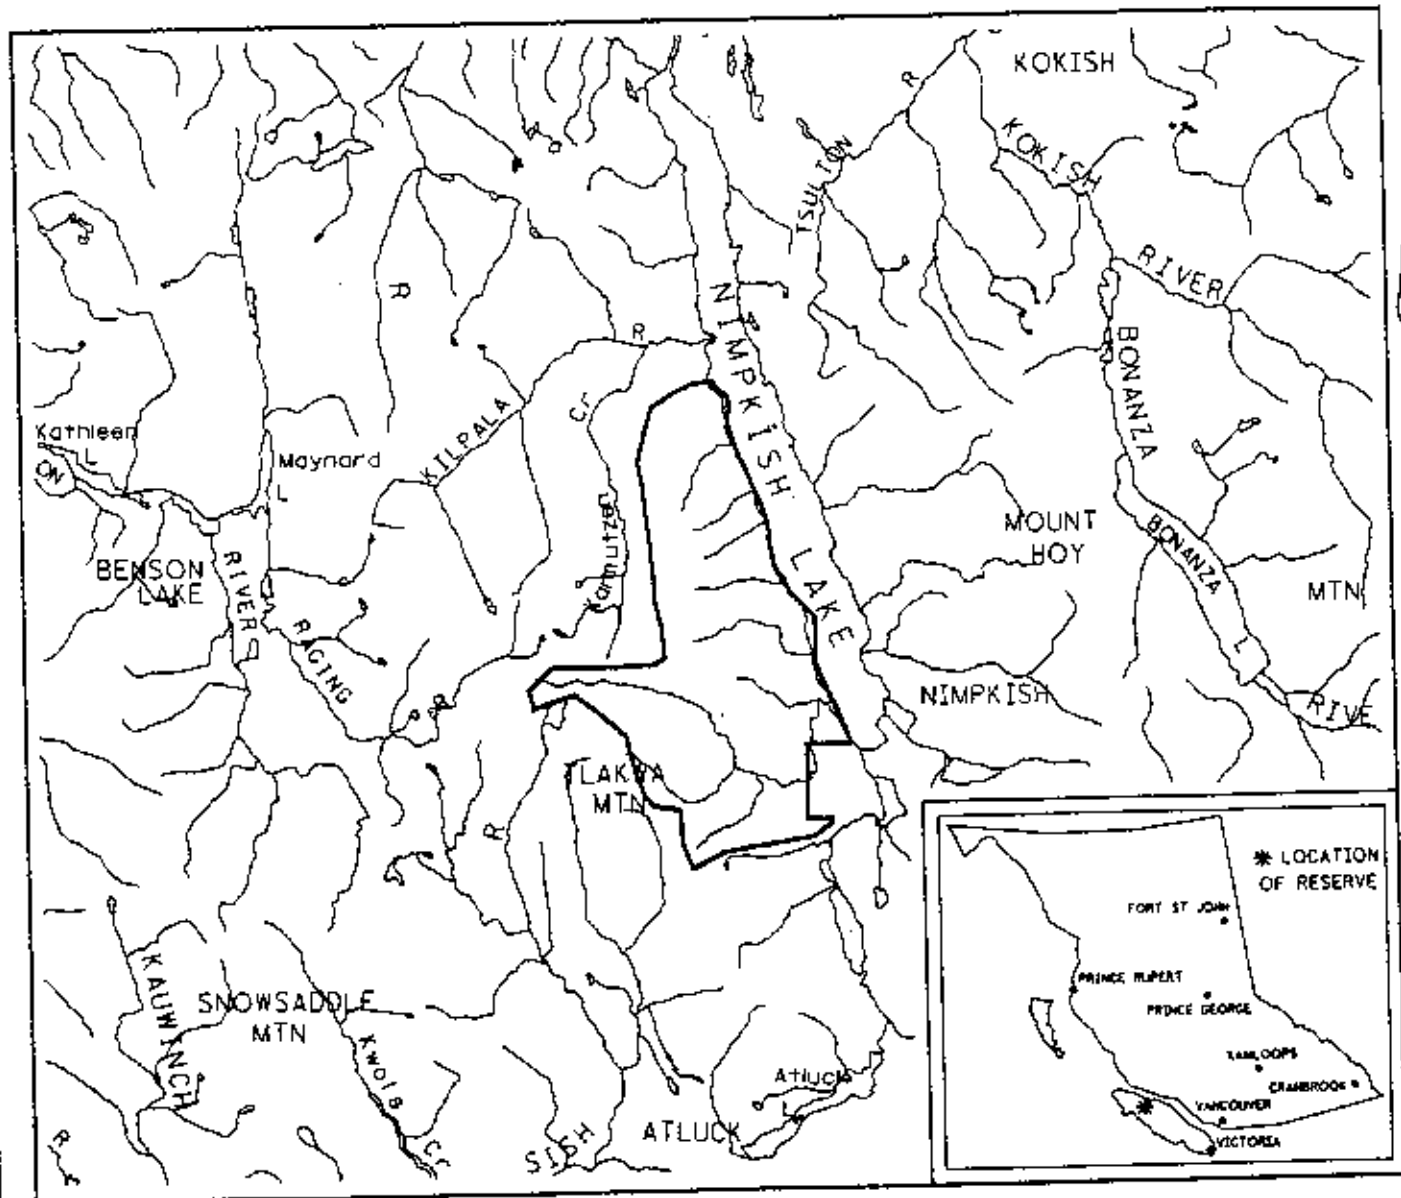 KOKISH
R
TSULTON
KOKISH
RIVER
R
NIMPKISH LAKE
R
BONANZA
Cr
KILPALA
Kathleen
L
ON
Maynard
L
MOUNT
HOY
BONANZA
L
BENSON
LAKE
RIVER
MTN
RAGING
R
NIMPKISH
RIVE
TLAKWA
MTN
R
* LOCATION
OF RESERVE
FORT ST JOHN
PRINCE RUPERT
PRINCE GEORGE
KAMLOOPS
CRANBROOK
VANCOUVER
VICTORIA
KAUWINCH
SNOWSADDLE
MTN
Kwois
Cr
Atluck
L
ATLUCK
SISH
R